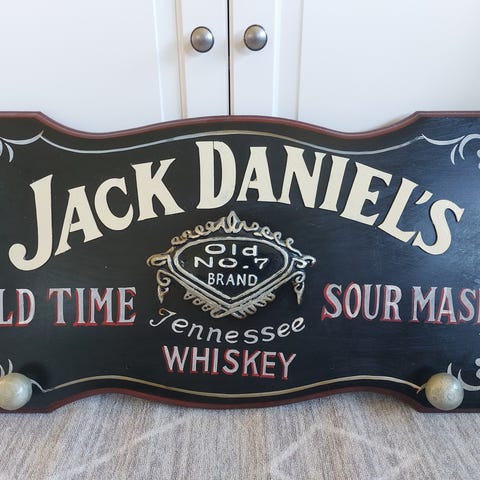 JACK DANIEL'S
Old
No. 7
BRAND
LD TIME
SOUR MAS
Tennessee
WHISKEY